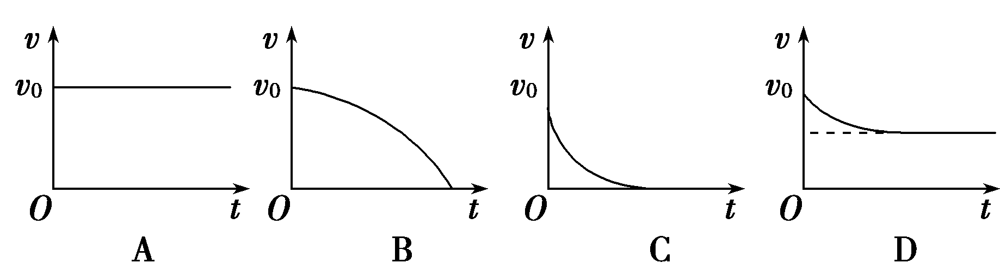 v v v v
v₀ v₀ v₀ v₀
O t O t O t O t
A B C D